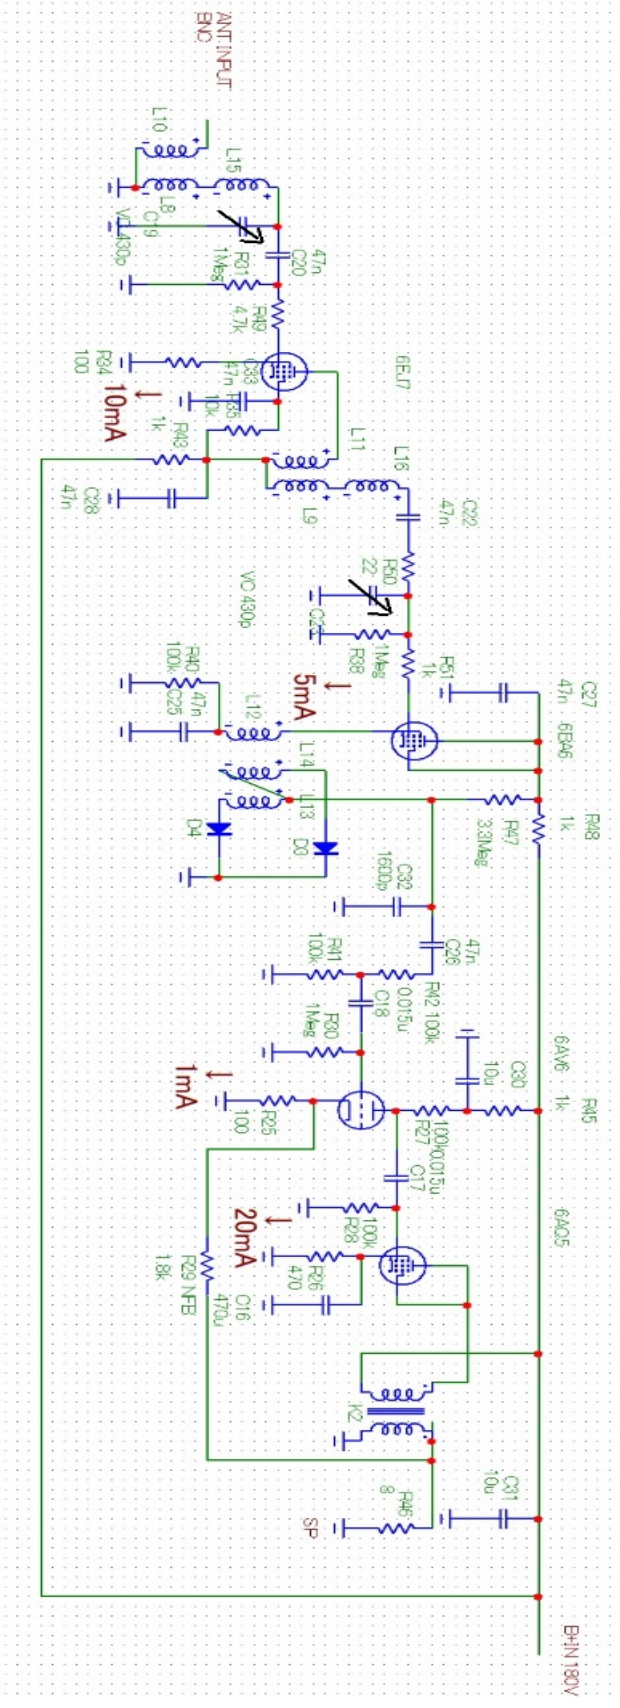 ANT INPUT
BNC
L10
L15
L8
C19
VC 430p
47n
C20
R31
1Meg
R49
4.7k
6EJ7
C33
47n
R34
100
R35
10k
10mA
L11
R43
1k
L16
L9
C28
47n
C22
47n
R50
22
VC 430p
1Meg
R38
R51
1k
C27
47n
6BA6
R40
100k
C25
47n
5mA
L12
L14
L13
D4
D3
R47
3.3Meg
R48
1k
C32
1600p
47n
C26
R41
100k
R42 100k
C18
0.015u
R30
1Meg
6AV6
C30
10u
R45
1k
1mA
R25
100
R27
100k
0.015u
C17
6AQ5
100k
R28
20mA
R26
470
C16
470u
R29 NFB
1.8k
K2
R46
8
SP
C31
10u
B+IN 180V